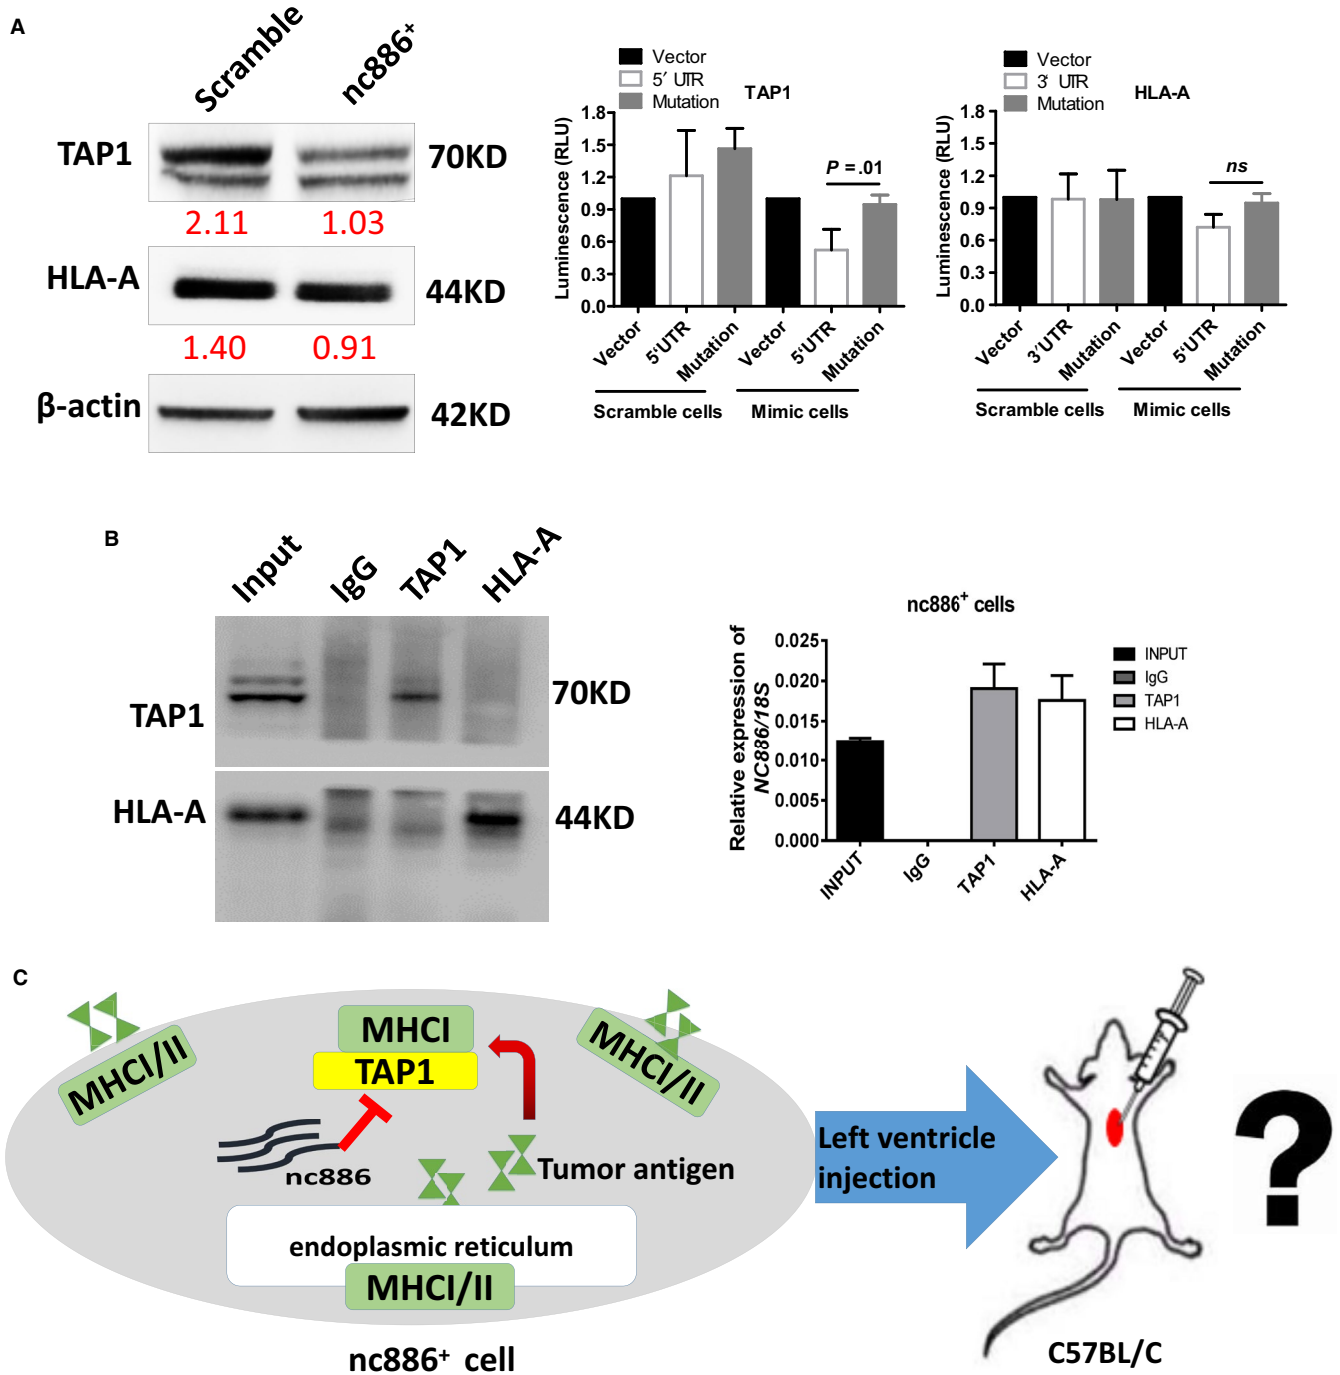 A
Scramble
nc886+
TAP1
70KD
2.11
1.03
HLA-A
44KD
1.40
0.91
β-actin
42KD
Vector
5′ UTR
Mutation
TAP1
Luminescence (RLU)
1.8
1.5
1.2
0.9
0.6
0.3
0.0
P = .01
Vector
5‘UTR
Mutation
Vector
5‘UTR
Mutation
Scramble cells
Mimic cells
Vector
3‘ UTR
Mutation
HLA-A
Luminescence (RLU)
1.8
1.5
1.2
0.9
0.6
0.3
0.0
ns
Vector
3‘UTR
Mutation
Vector
5‘UTR
Mutation
Scramble cells
Mimic cells
B
Input
IgG
TAP1
HLA-A
TAP1
70KD
HLA-A
44KD
nc886+ cells
Relative expression of
NC886/18S
0.025
0.020
0.015
0.010
0.005
0.000
INPUT
IgG
TAP1
HLA-A
INPUT
IgG
TAP1
HLA-A
C
MHCI/II
MHCI
TAP1
MHCI/II
nc886
Tumor antigen
endoplasmic reticulum
MHCI/II
nc886+ cell
Left ventricle
injection
?
C57BL/C